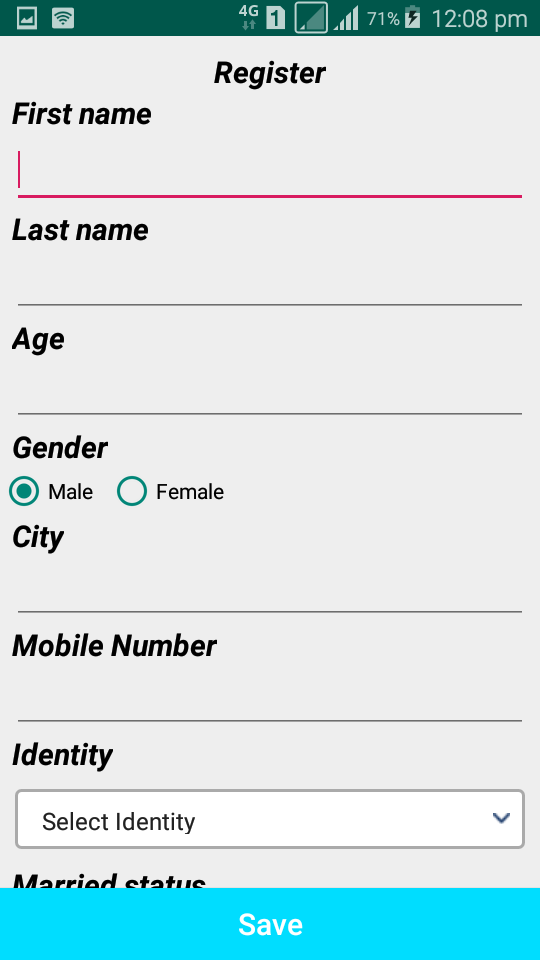 4G 1 71% 12:08 pm
Register
First name
Last name
Age
Gender
Male Female
City
Mobile Number
Identity
Select Identity
Married status
Save